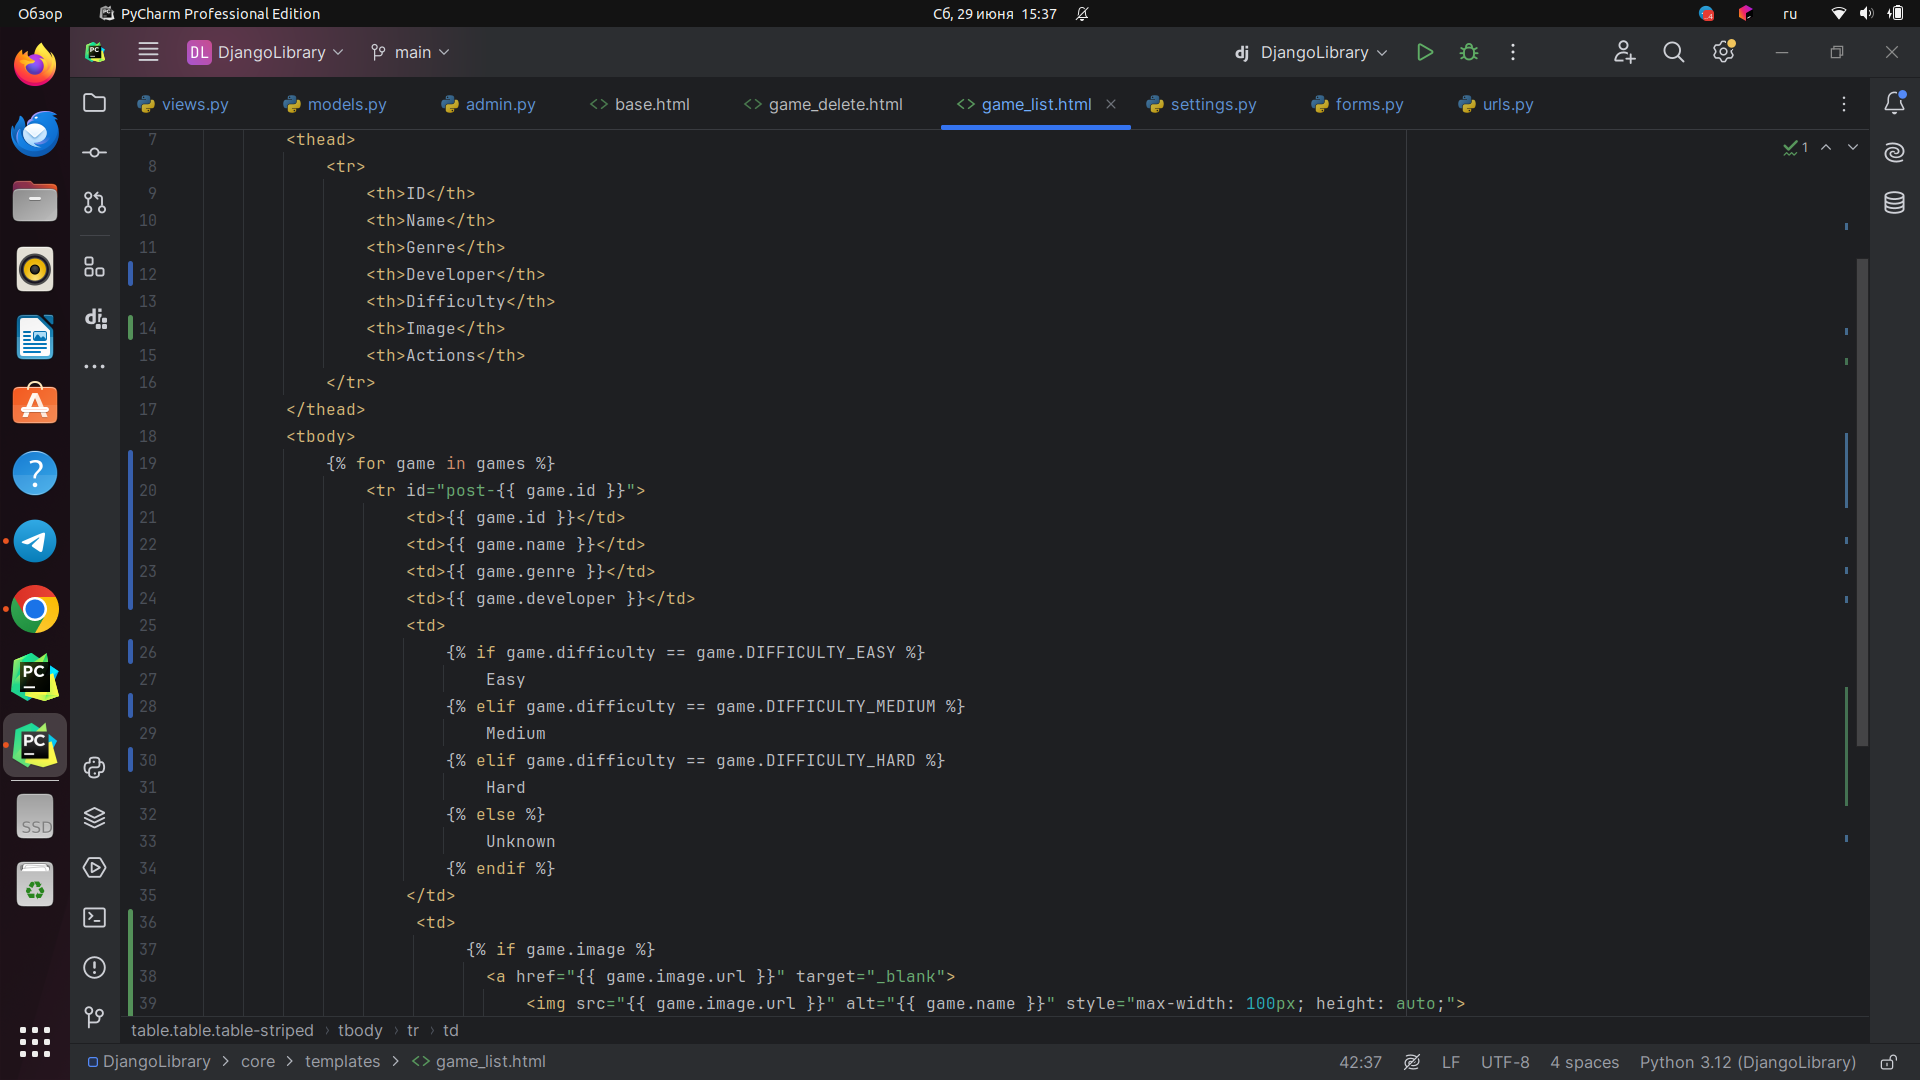 Обзор PyCharm Professional Edition Сб, 29 июня 15:37 ru
DL DjangoLibrary main dj DjangoLibrary
views.py models.py admin.py <> base.html <> game_delete.html <> game_list.html settings.py forms.py urls.py
7 <thead>
8 <tr>
9 <th>ID</th>
10 <th>Name</th>
11 <th>Genre</th>
12 <th>Developer</th>
13 <th>Difficulty</th>
14 <th>Image</th>
15 <th>Actions</th>
16 </tr>
17 </thead>
18 <tbody>
19 {% for game in games %}
20 <tr id="post-{{ game.id }}">
21 <td>{{ game.id }}</td>
22 <td>{{ game.name }}</td>
23 <td>{{ game.genre }}</td>
24 <td>{{ game.developer }}</td>
25 <td>
26 {% if game.difficulty == game.DIFFICULTY_EASY %}
27 Easy
28 {% elif game.difficulty == game.DIFFICULTY_MEDIUM %}
29 Medium
30 {% elif game.difficulty == game.DIFFICULTY_HARD %}
31 Hard
32 {% else %}
33 Unknown
34 {% endif %}
35 </td>
36 <td>
37 {% if game.image %}
38 <a href="{{ game.image.url }}" target="_blank">
39 <img src="{{ game.image.url }}" alt="{{ game.name }}" style="max-width: 100px; height: auto;">
1
PC
PC
SSD
table.table.table-striped › tbody › tr › td
DjangoLibrary > core > templates > <> game_list.html 42:37 LF UTF-8 4 spaces Python 3.12 (DjangoLibrary)